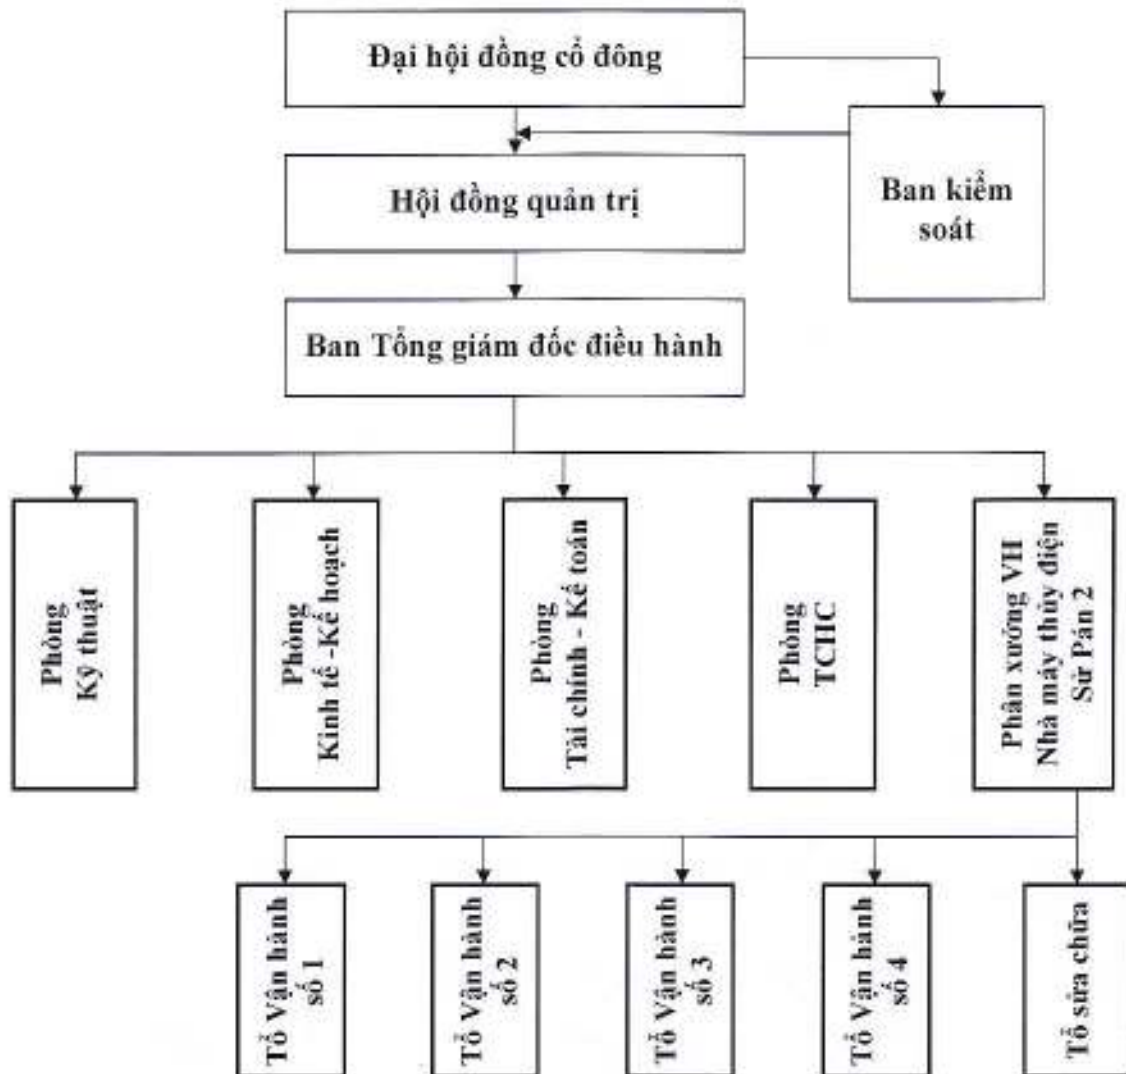 Đại hội đồng cổ đông
Hội đồng quản trị
Ban kiểm
soát
Ban Tổng giám đốc điều hành
Phòng
Kỹ thuật
Phòng
Kinh tế -Kế hoạch
Phòng
Tài chính - Kế toán
Phòng
TCHC
Phân xưởng VH
Nhà máy thủy điện
Sử Pán 2
Tổ Vận hành
số 1
Tổ Vận hành
số 2
Tổ Vận hành
số 3
Tổ Vận hành
số 4
Tổ sửa chữa